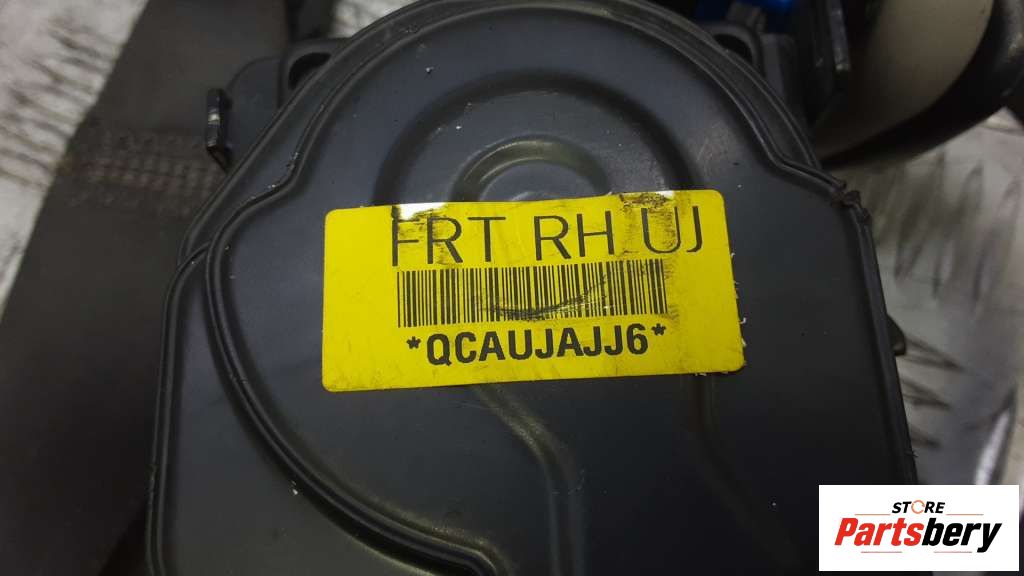 FRT RH UJ
*QCAUJAJJ6*
STORE
Partsbery